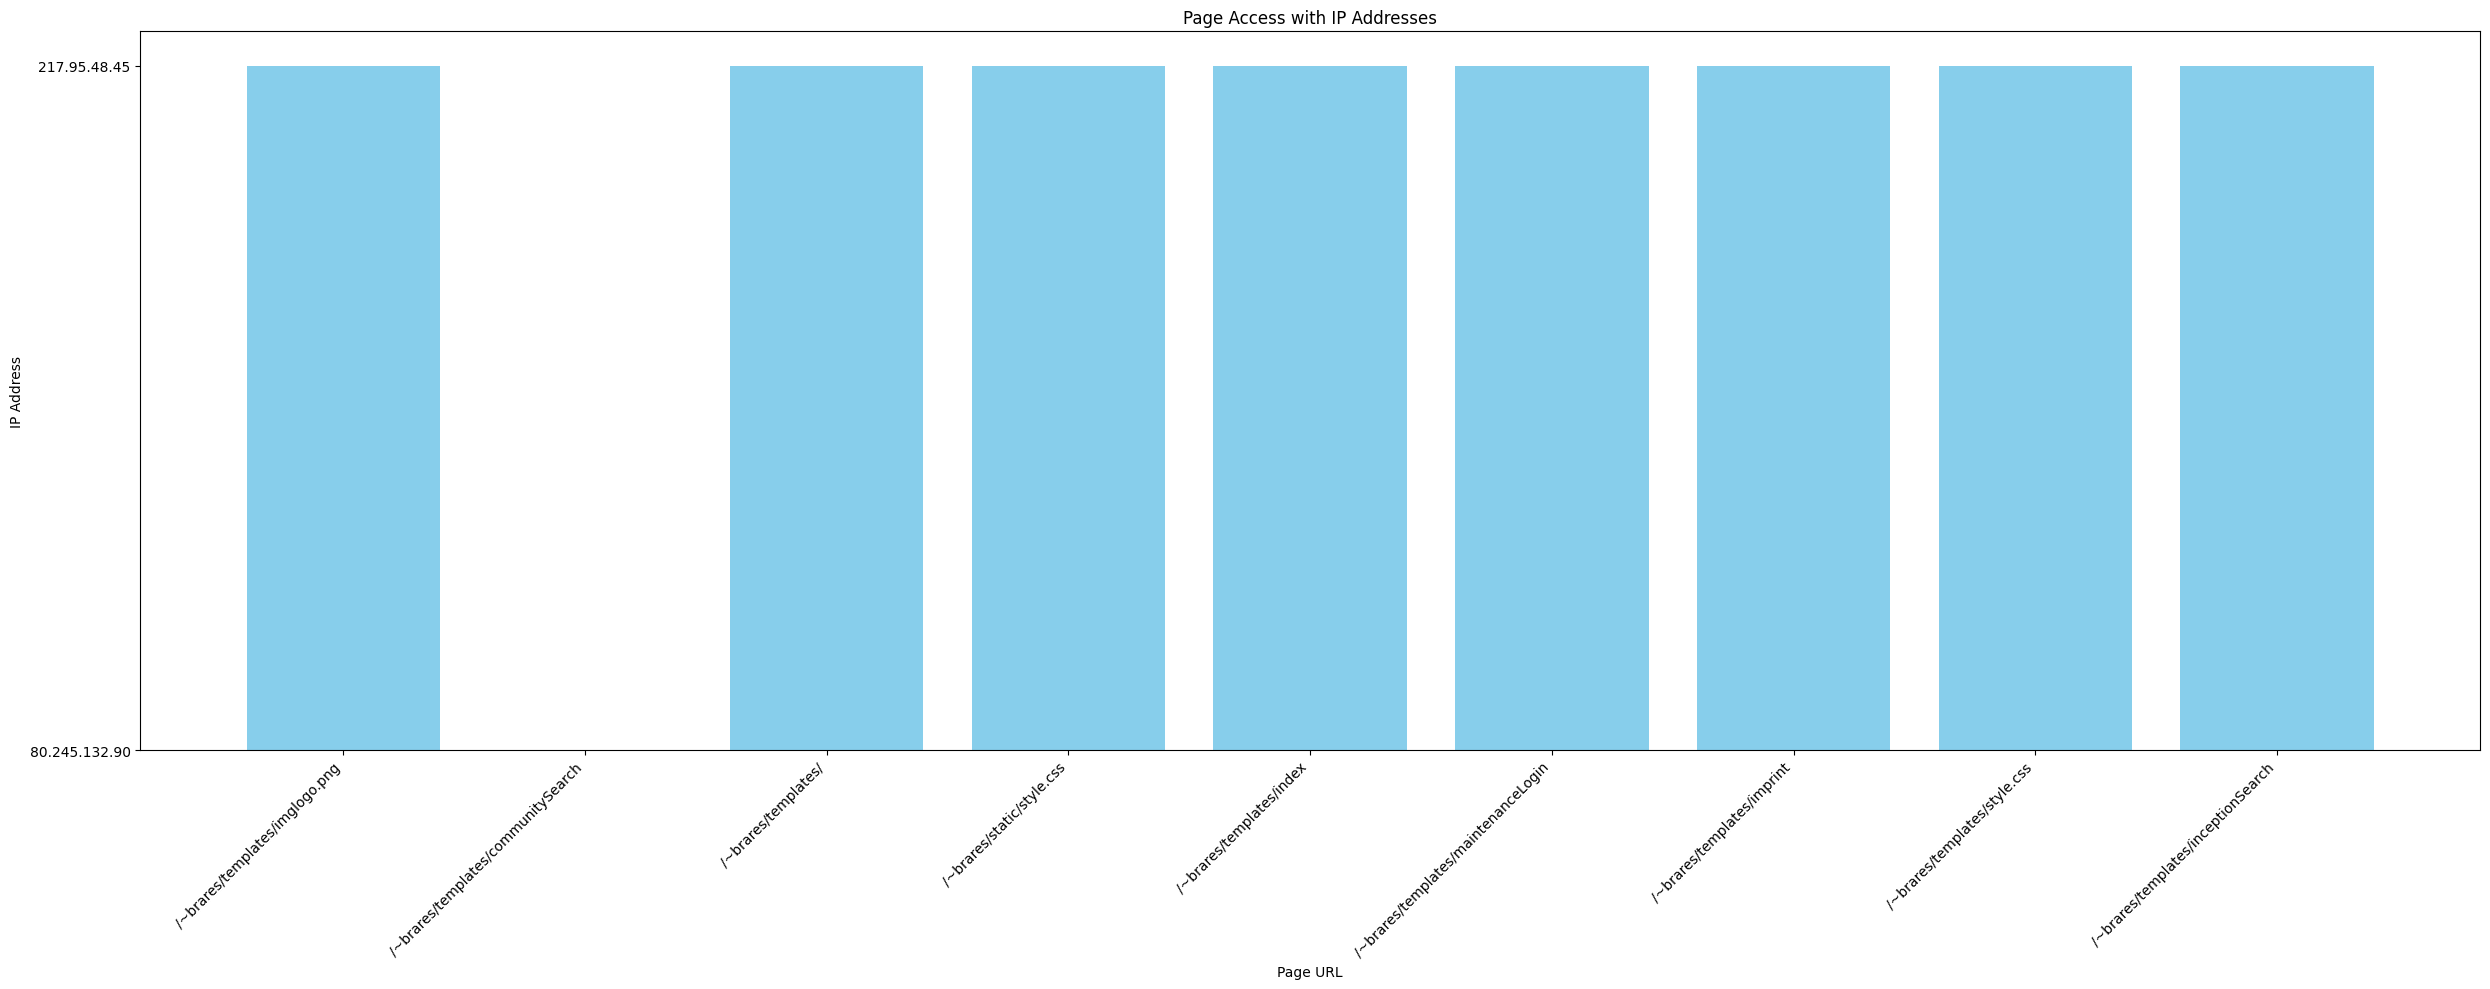 Page Access with IP Addresses
217.95.48.45
IP Address
80.245.132.90
/~brares/templates/imglogo.png
/~brares/templates/communitySearch
/~brares/templates/
/~brares/static/style.css
/~brares/templates/index
/~brares/templates/maintenanceLogin
/~brares/templates/imprint
/~brares/templates/style.css
/~brares/templates/inceptionSearch
Page URL